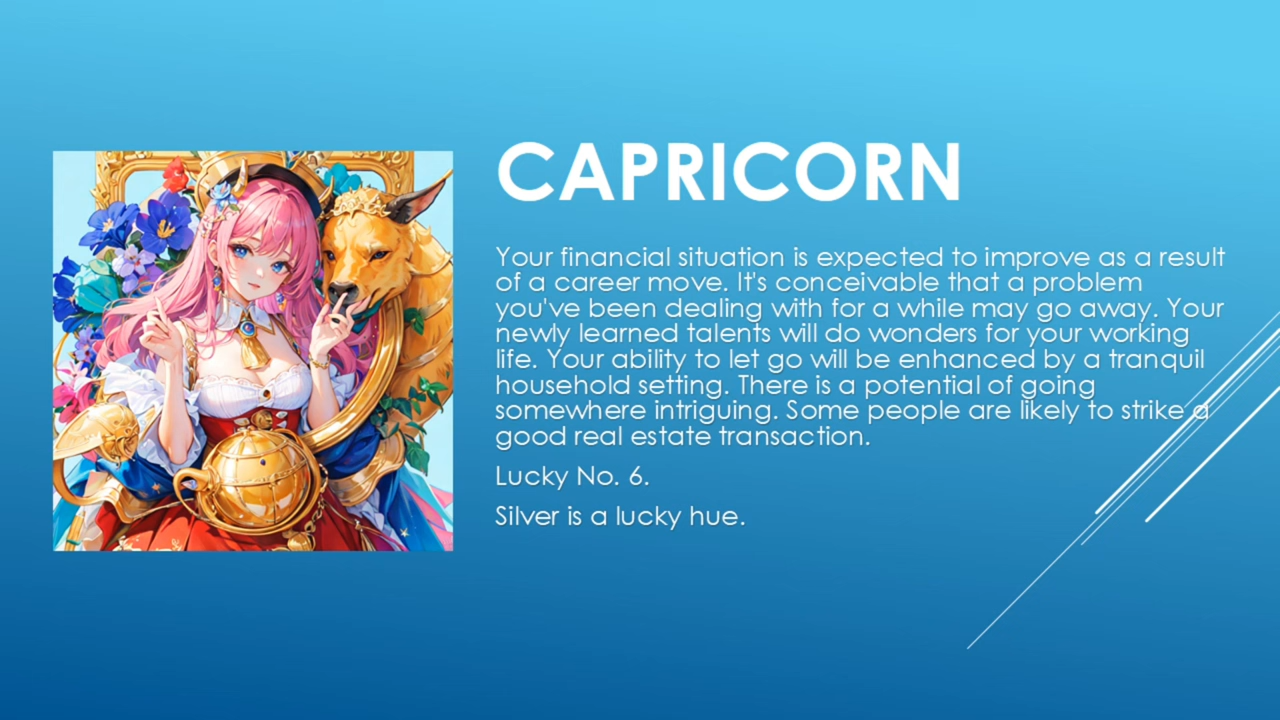 CAPRICORN
Your financial situation is expected to improve as a result
of a career move. It's conceivable that a problem
you've been dealing with for a while may go away. Your
newly learned talents will do wonders for your working
life. Your ability to let go will be enhanced by a tranquil
household setting. There is a potential of going
somewhere intriguing. Some people are likely to strike a
good real estate transaction.
Lucky No. 6.
Silver is a lucky hue.